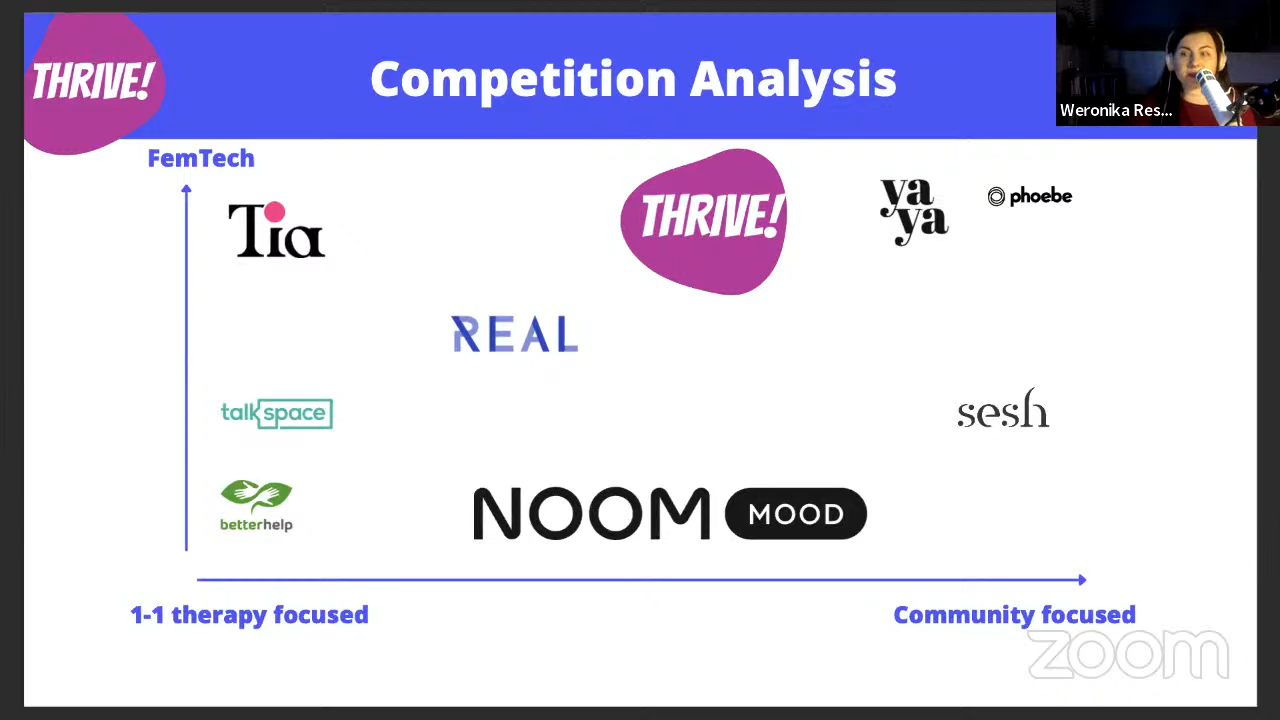 THRIVE!
Competition Analysis
Weronika Res...
FemTech
Tia
THRIVE!
ya
ya
phoebe
REAL
talkspace
sesh
betterhelp
NOOM MOOD
1-1 therapy focused
Community focused
zoom